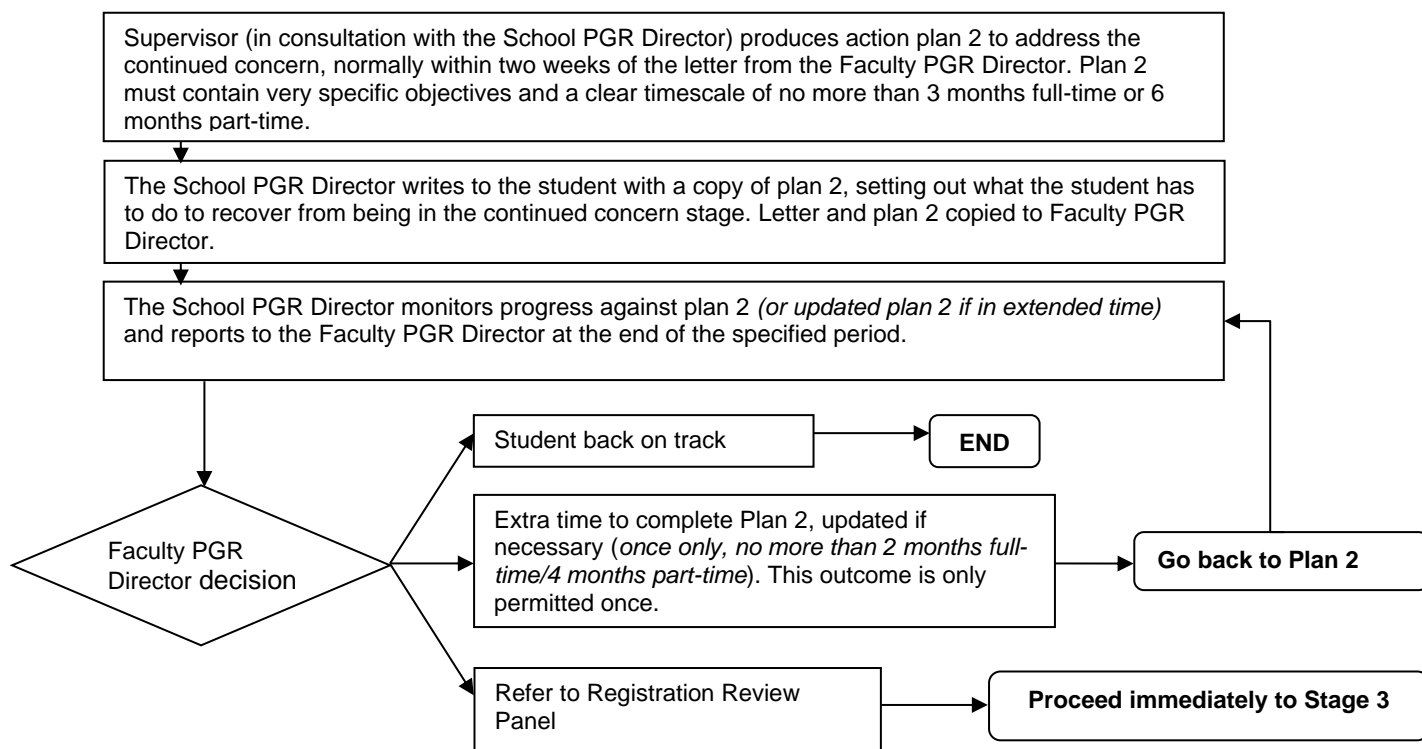 Supervisor (in consultation with the School PGR Director) produces action plan 2 to address the
continued concern, normally within two weeks of the letter from the Faculty PGR Director. Plan 2
must contain very specific objectives and a clear timescale of no more than 3 months full-time or 6
months part-time.
The School PGR Director writes to the student with a copy of plan 2, setting out what the student has
to do to recover from being in the continued concern stage. Letter and plan 2 copied to Faculty PGR
Director.
The School PGR Director monitors progress against plan 2 (or updated plan 2 if in extended time)
and reports to the Faculty PGR Director at the end of the specified period.
Student back on track
END
Faculty PGR
Director decision
Extra time to complete Plan 2, updated if
necessary (once only, no more than 2 months full-
time/4 months part-time). This outcome is only
permitted once.
Go back to Plan 2
Refer to Registration Review
Panel
Proceed immediately to Stage 3